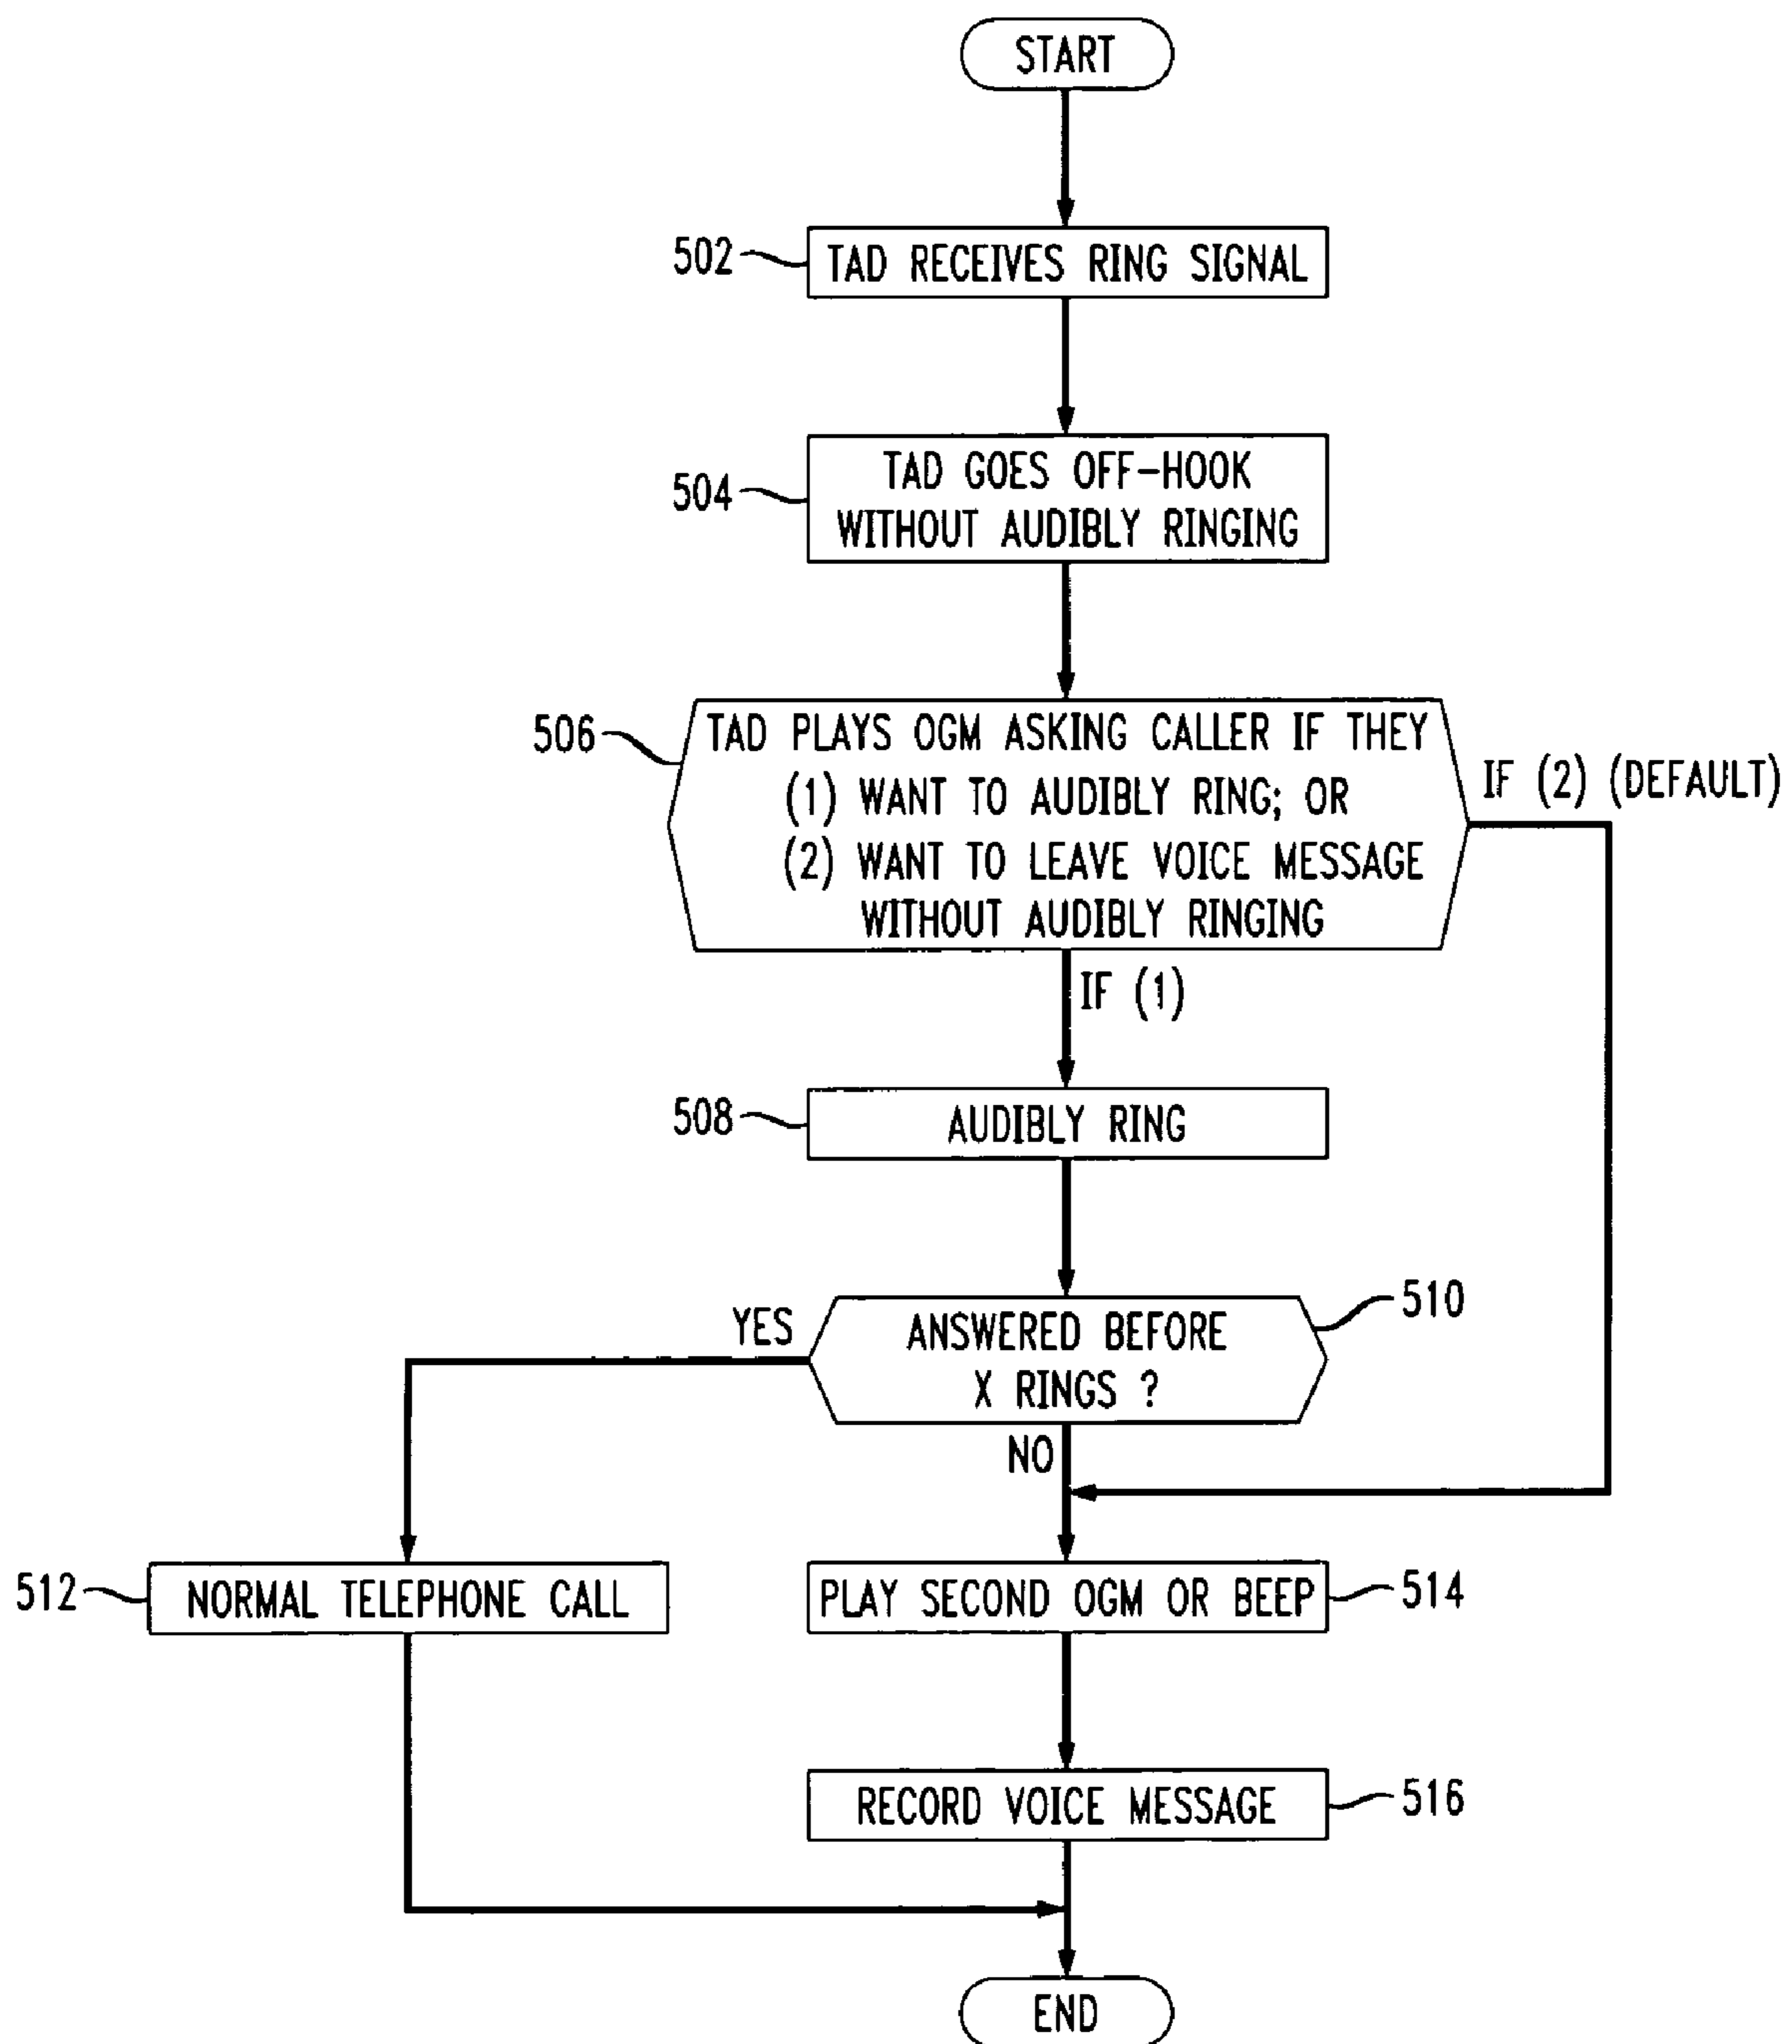 START
502
TAD RECEIVES RING SIGNAL
504
TAD GOES OFF-HOOK
WITHOUT AUDIBLY RINGING
506
TAD PLAYS OGM ASKING CALLER IF THEY
(1) WANT TO AUDIBLY RING; OR
(2) WANT TO LEAVE VOICE MESSAGE
WITHOUT AUDIBLY RINGING
IF (2) (DEFAULT)
IF (1)
508
AUDIBLY RING
510
ANSWERED BEFORE
X RINGS ?
YES
NO
512
NORMAL TELEPHONE CALL
PLAY SECOND OGM OR BEEP
514
RECORD VOICE MESSAGE
516
END